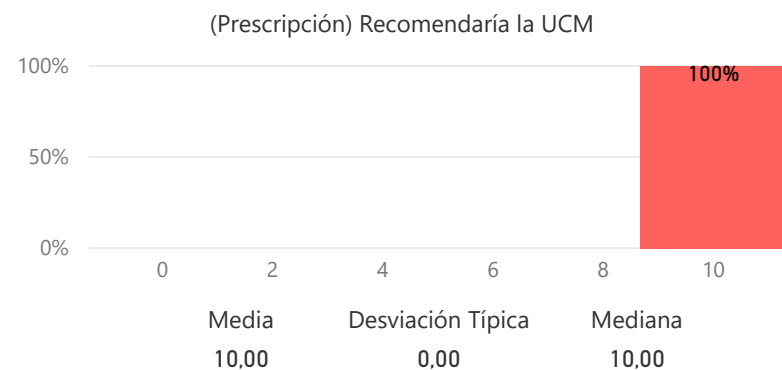 (Prescripción) Recomendaría la UCM
100%
100%
50%
0%
0 2 4 6 8 10
Media Desviación Típica Mediana
10,00 0,00 10,00